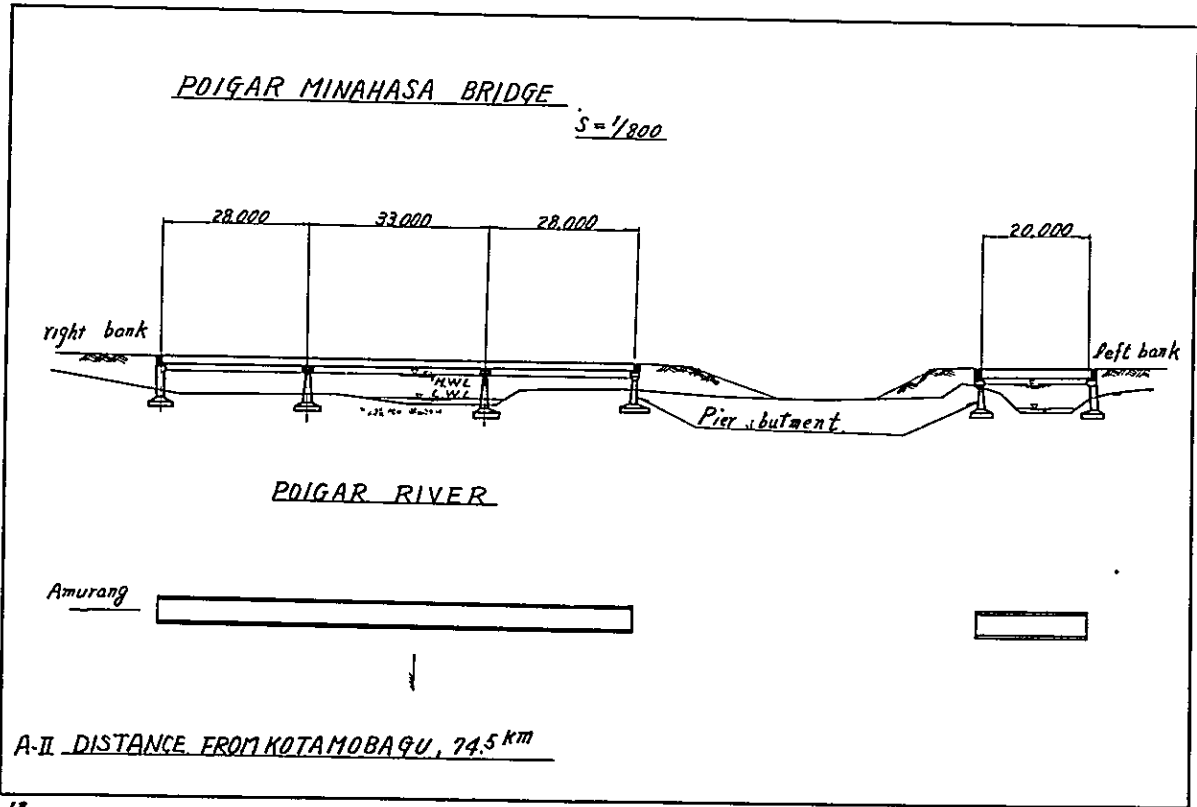 POIGAR MINAHASA BRIDGE
S=1/800
28.000 33.000 28.000
20,000
right bank
left bank
H.W.L
L.W.L
Pier butment
POIGAR RIVER
Amurang
A-II DISTANCE FROM KOTAMOBAGU, 74.5 km